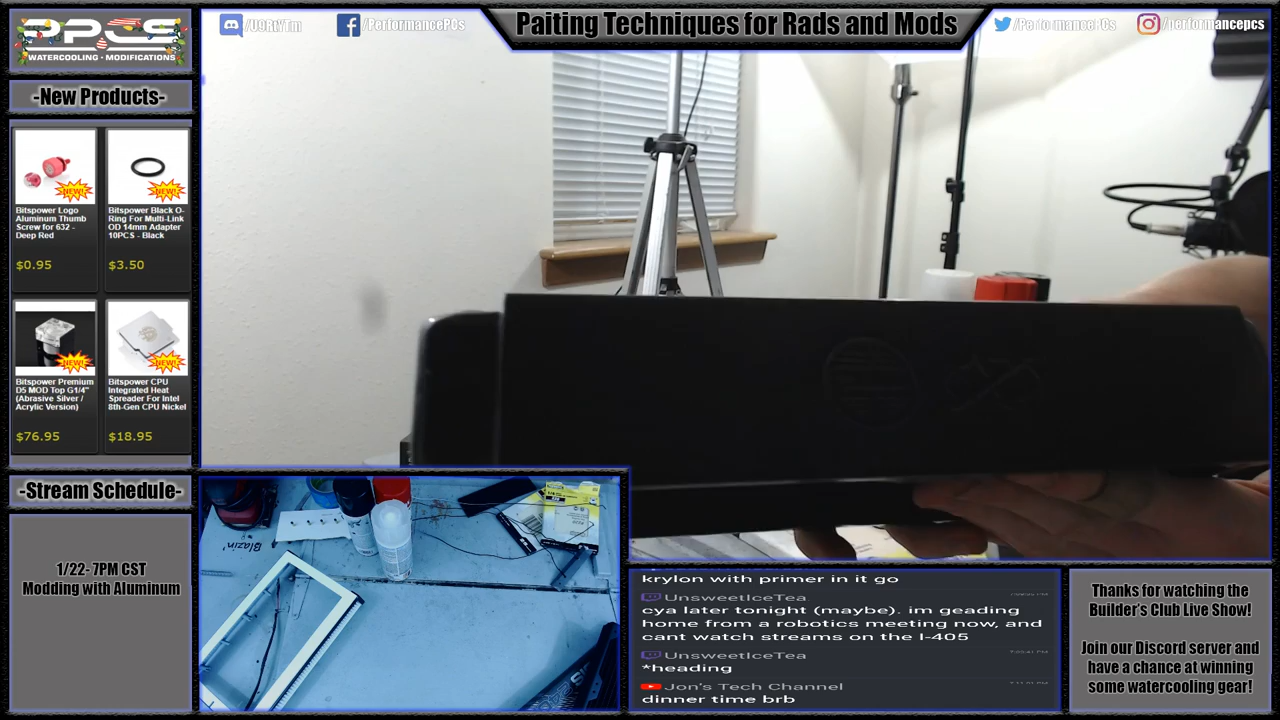 PPCS
WATERCOOLING · MODIFICATIONS
/PerformancePCs
Paiting Techniques for Rads and Mods
/PerformancePCs
/performancepcs
-New Products-
NEW!
NEW!
Bitspower Logo
Aluminum Thumb
Screw for 632 -
Deep Red
$0.95
Bitspower Black O-
Ring For Multi-Link
OD 14mm Adapter
10PCS - Black
$3.50
NEW!
NEW!
Bitspower Premium
D5 MOD Top G1/4"
(Abrasive Silver /
Acrylic Version)
$76.95
Bitspower CPU
Integrated Heat
Spreader For Intel
8th-Gen CPU Nickel
$18.95
-Stream Schedule-
1/22- 7PM CST
Modding with Aluminum
Blazin!
krylon with primer in it go
UnsweetIceTea
cya later tonight (maybe). im geading
home from a robotics meeting now, and
cant watch streams on the I-405
UnsweetIceTea
*heading
Jon's Tech Channel
dinner time brb
Thanks for watching the
Builder's Club Live Show!
Join our Discord server and
have a chance at winning
some watercooling gear!